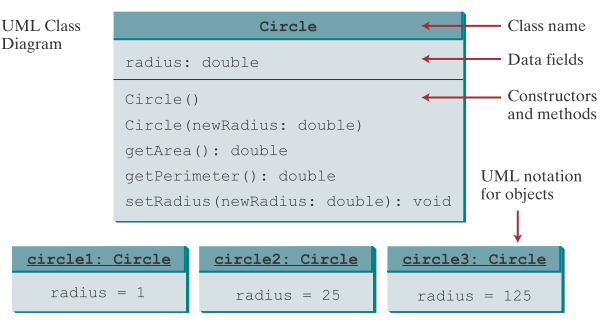 UML Class
Diagram
Circle
Class name
radius: double
Data fields
Circle()
Constructors
and methods
Circle(newRadius: double)
getArea(): double
getPerimeter(): double
setRadius(newRadius: double): void
UML notation
for objects
circle1: Circle
radius = 1
circle2: Circle
radius = 25
circle3: Circle
radius = 125